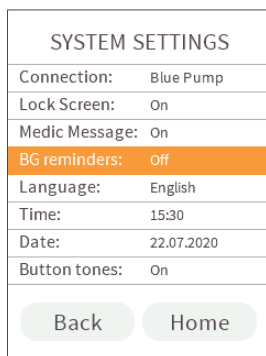 SYSTEM SETTINGS
Connection: Blue Pump
Lock Screen: On
Medic Message: On
BG reminders: Off
Language: English
Time: 15:30
Date: 22.07.2020
Button tones: On
Back Home